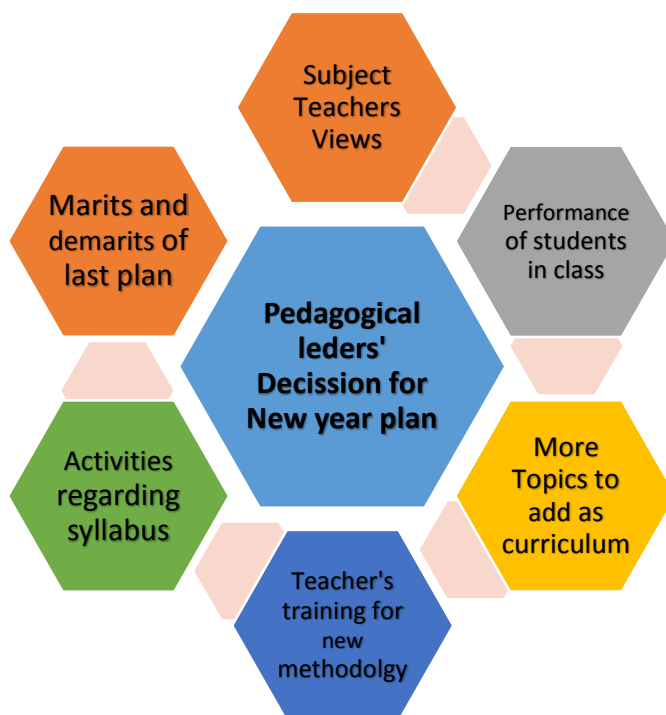 Subject
Teachers
Views
Performance
of students
in class
More
Topics to
add as
curriculum
Teacher's
training for
new
methodolgy
Activities
regarding
syllabus
Marits and
demarits of
last plan
Pedagogical
leders'
Decission for
New year plan